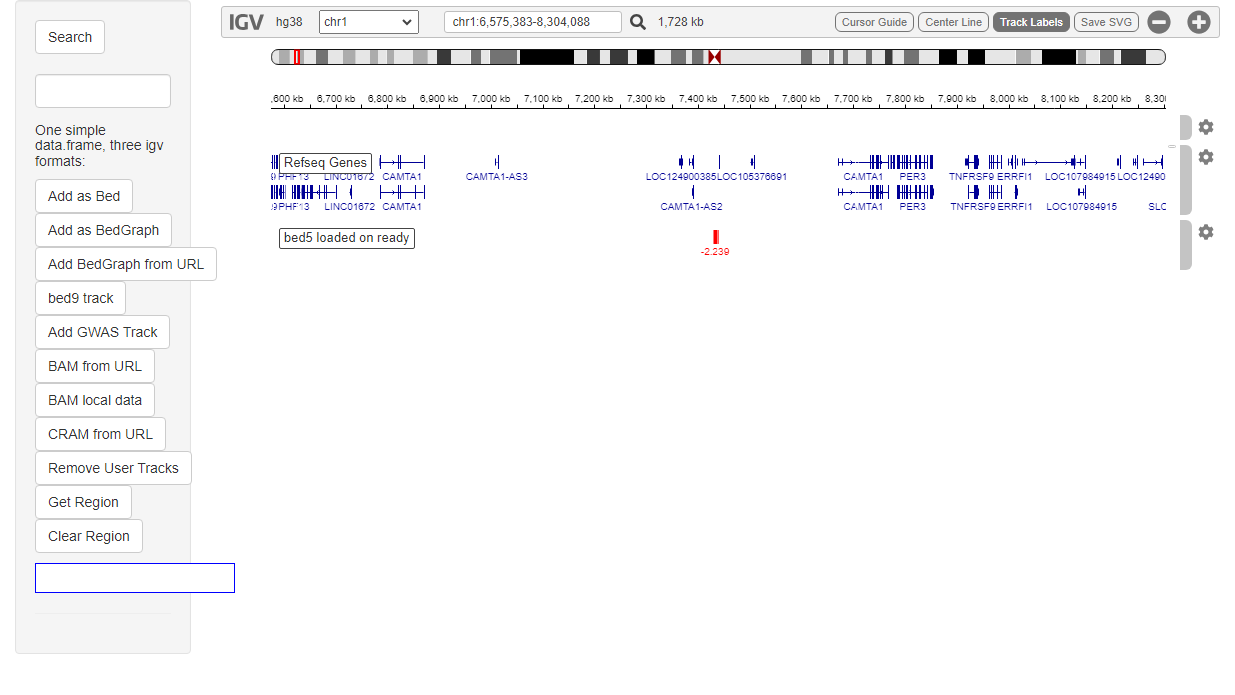 Search
One simple
data.frame, three igv
formats:
Add as Bed
Add as BedGraph
Add BedGraph from URL
bed9 track
Add GWAS Track
BAM from URL
BAM local data
CRAM from URL
Remove User Tracks
Get Region
Clear Region
IGV hg38 chr1 chr1:6,575,383-8,304,088 1,728 kb Cursor Guide Center Line Track Labels Save SVG
,600 kb 6,700 kb 6,800 kb 6,900 kb 7,000 kb 7,100 kb 7,200 kb 7,300 kb 7,400 kb 7,500 kb 7,600 kb 7,700 kb 7,800 kb 7,900 kb 8,000 kb 8,100 kb 8,200 kb 8,300
Refseq Genes
9 PHF13 LINC01672 CAMTA1 CAMTA1-AS3 LOC124900385 LOC105376691 CAMTA1 PER3 TNFRSF9 ERRFI1 LOC107984915 LOC12490
.9 PHF13 LINC01672 CAMTA1 CAMTA1-AS2 CAMTA1 PER3 TNFRSF9 ERRFI1 LOC107984915 SLC
bed5 loaded on ready
-2.239